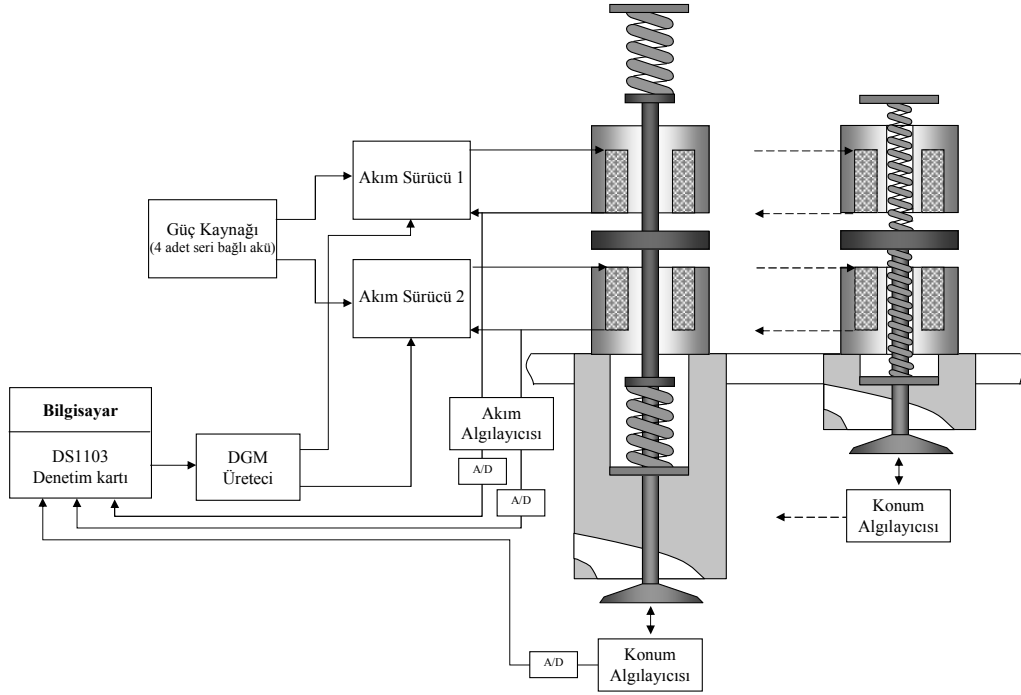 Akım Sürücü 1
Güç Kaynağı
(4 adet seri bağlı akü)
Akım Sürücü 2
Bilgisayar
DS1103
Denetim kartı
DGM
Üreteci
Akım
Algılayıcısı
A/D
A/D
Konum
Algılayıcısı
A/D
Konum
Algılayıcısı